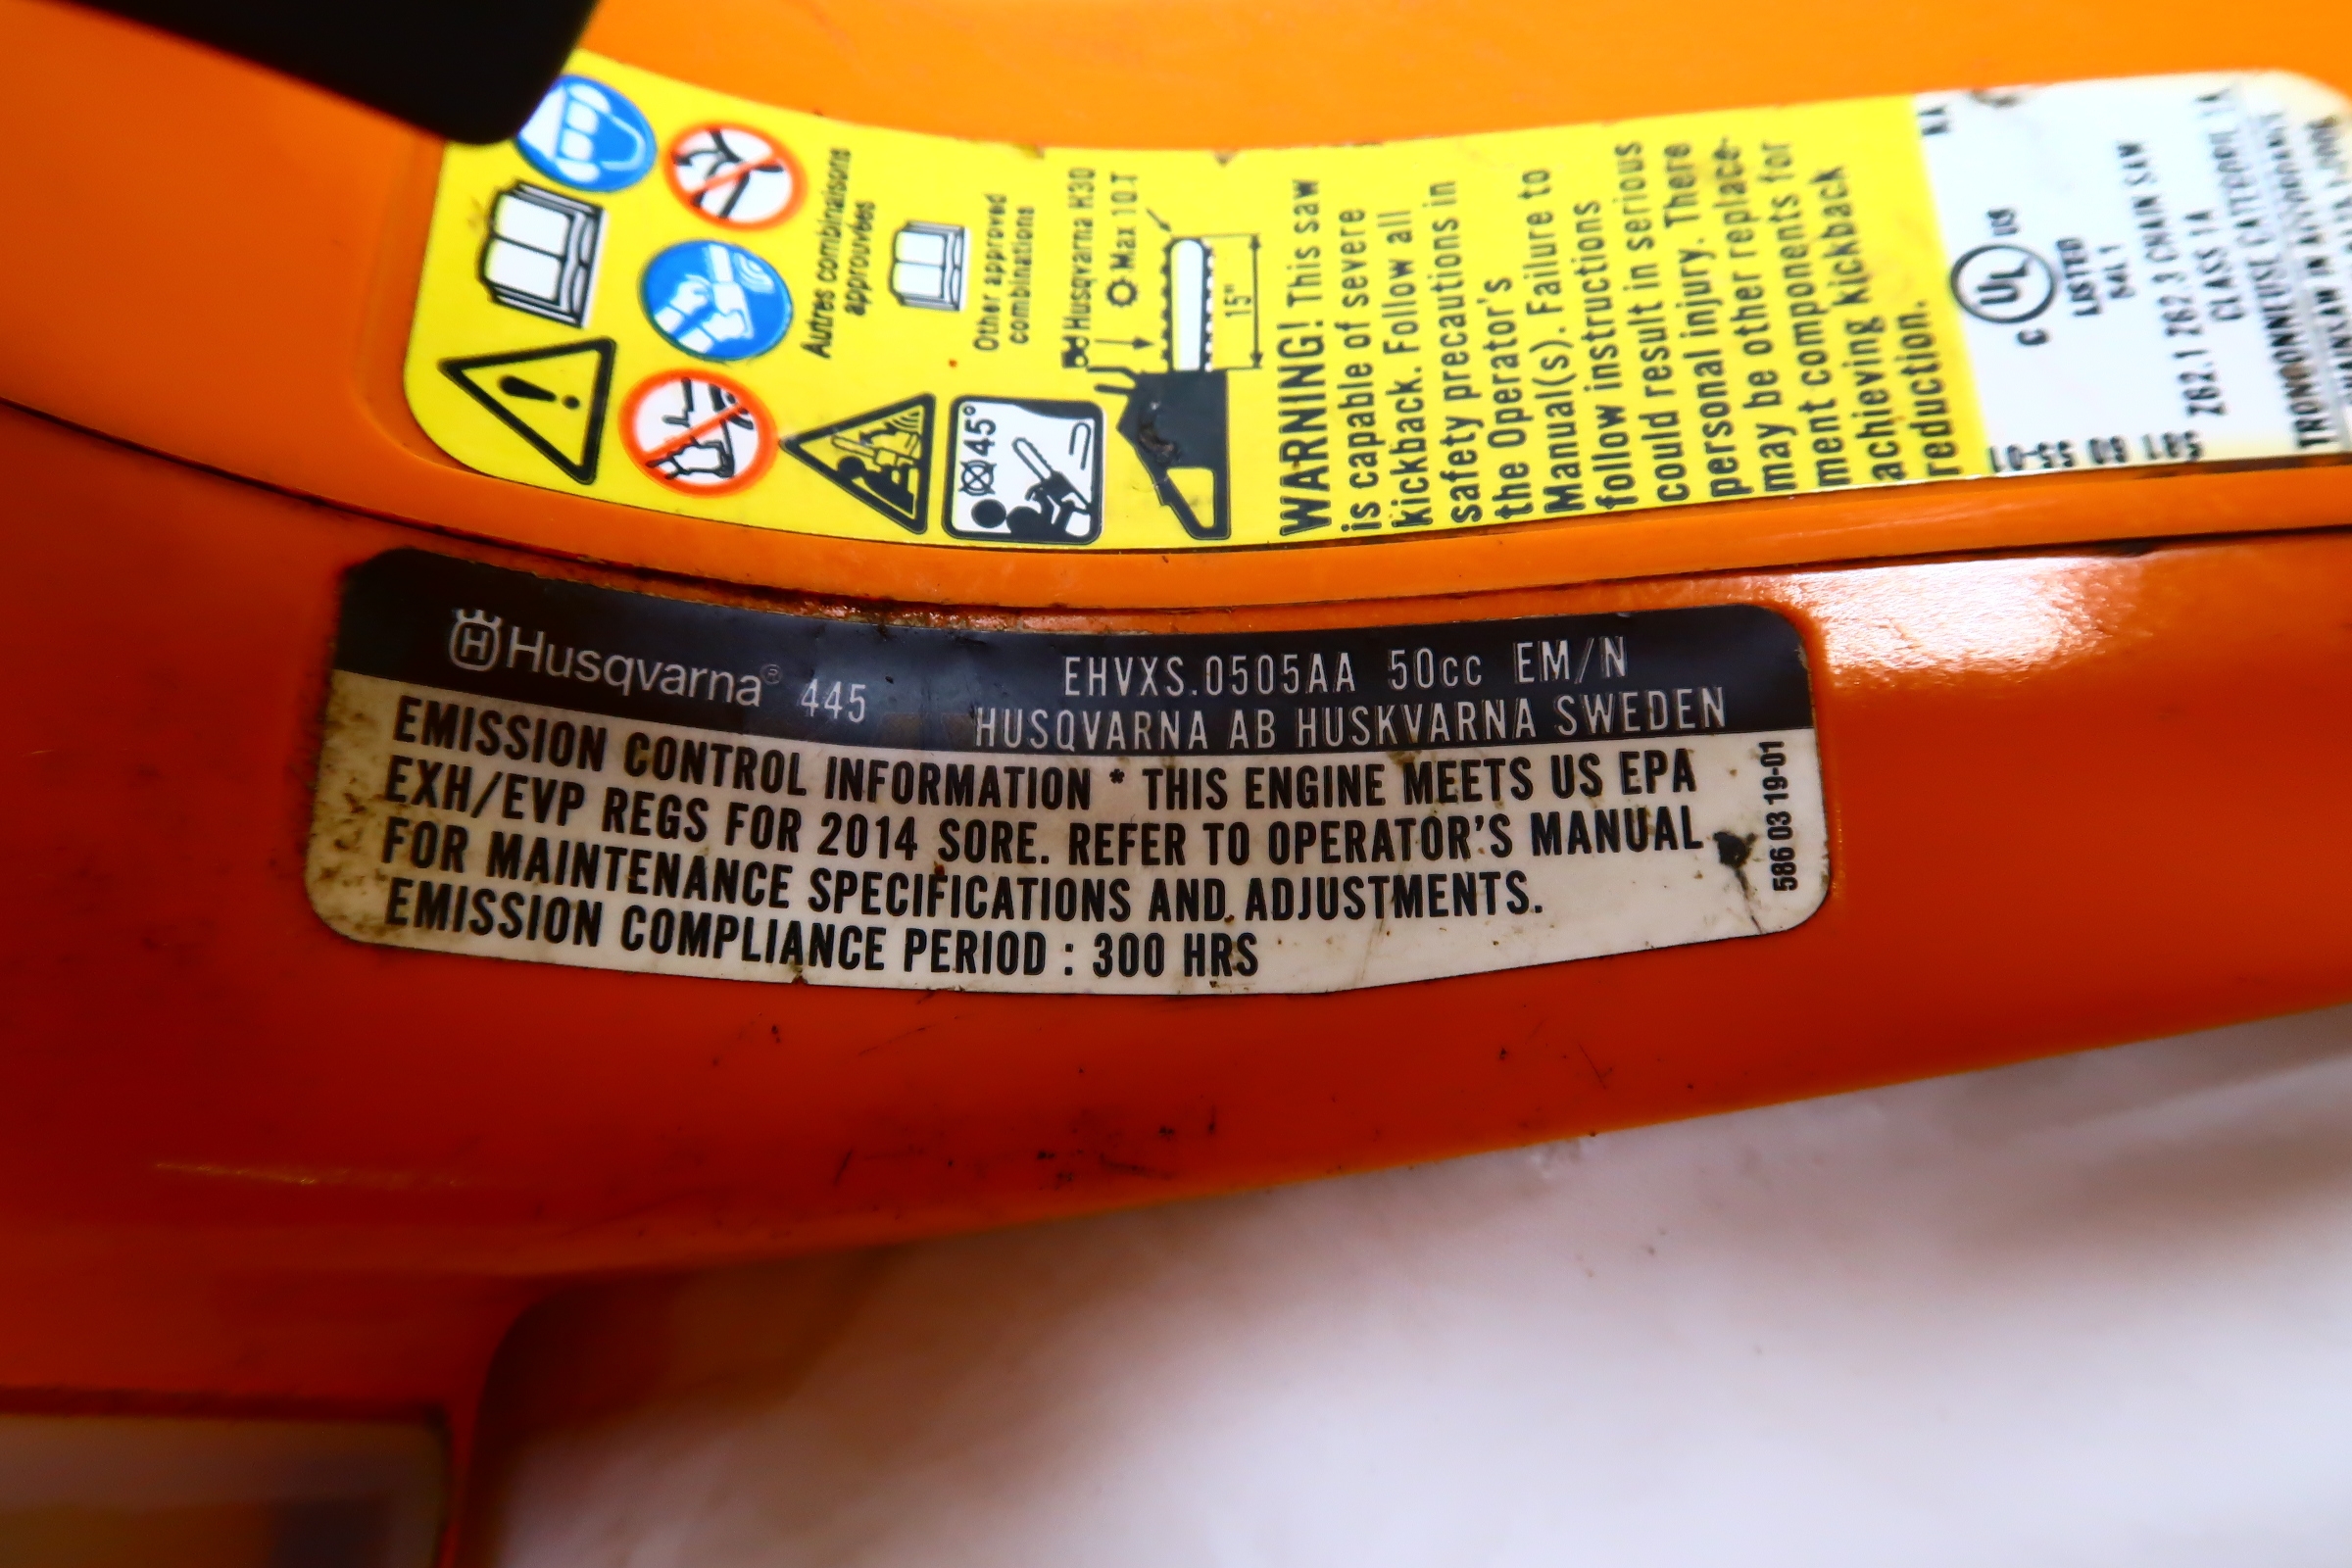 Autres combinaisons
approuvées
Other approved
combinations
Husqvarna H30
Max 10T
15"
45°
WARNING! This saw
is capable of severe
kickback. Follow all
safety precautions in
the Operator's
Manual(s). Failure to
follow instructions
could result in serious
personal injury. There
may be other replace-
ment components for
achieving kickback
reduction.
NA
C UL US
LISTED
Z62.1 Z62.3 CHAIN SAW
CLASS 1A
H Husqvarna® 445
EHVXS.0505AA 50cc EM/N
HUSQVARNA AB HUSKVARNA SWEDEN
EMISSION CONTROL INFORMATION * THIS ENGINE MEETS US EPA
EXH/EVP REGS FOR 2014 SORE. REFER TO OPERATOR'S MANUAL
FOR MAINTENANCE SPECIFICATIONS AND ADJUSTMENTS.
EMISSION COMPLIANCE PERIOD : 300 HRS
586 03 19-01